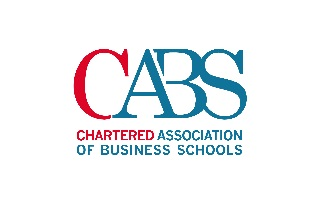 CABS
CHARTERED ASSOCIATION
OF BUSINESS SCHOOLS